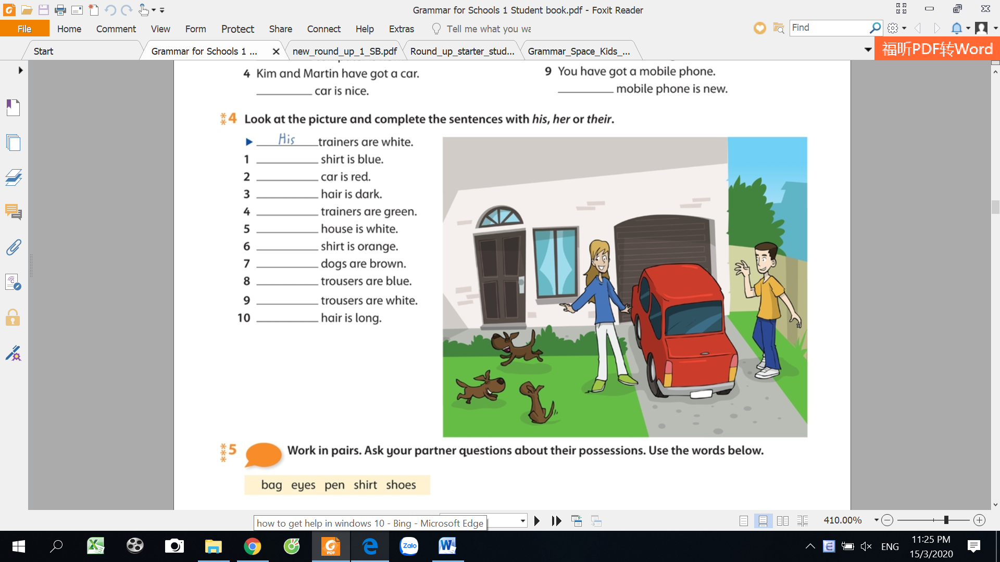 Grammar for Schools 1 Student book.pdf - Foxit Reader
File Home Comment View Form Protect Share Connect Help Extras Tell me what you wa Find
Start Grammar for Schools 1 ... new_round_up_1_SB.pdf Round_up_starter_stud... Grammar_Space_Kids_... 福昕PDF转Word
4 Kim and Martin have got a car.
car is nice.
9 You have got a mobile phone.
mobile phone is new.
4 Look at the picture and complete the sentences with his, her or their.
His trainers are white.
1 shirt is blue.
2 car is red.
3 hair is dark.
4 trainers are green.
5 house is white.
6 shirt is orange.
7 dogs are brown.
8 trousers are blue.
9 trousers are white.
10 hair is long.
5 Work in pairs. Ask your partner questions about their possessions. Use the words below.
bag eyes pen shirt shoes
how to get help in windows 10 - Bing - Microsoft Edge
410.00%
PDF
Zalo
ENG
11:25 PM
15/3/2020